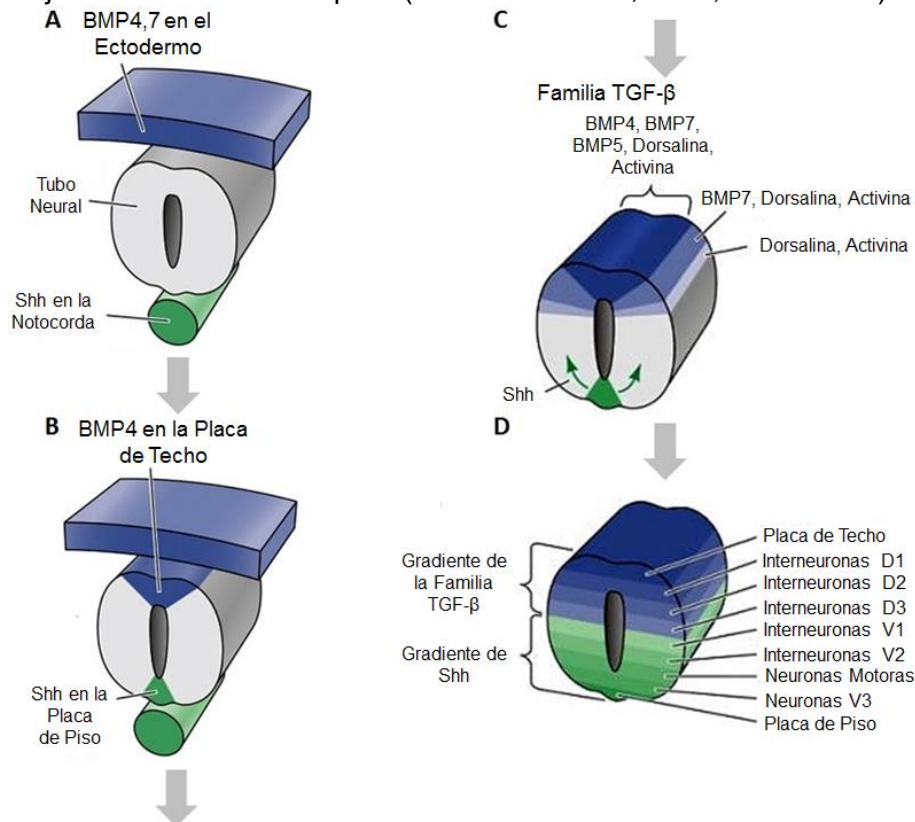 A
BMP4,7 en el
Ectodermo
Tubo
Neural
Shh en la
Notocorda
B
BMP4 en la Placa
de Techo
Shh en la
Placa
de Piso
C
Familia TGF-β
BMP4, BMP7,
BMP5, Dorsalina,
Activina
BMP7, Dorsalina, Activina
Dorsalina, Activina
Shh
D
Gradiente de
la Familia
TGF-β
Gradiente de
Shh
Placa de Techo
Interneuronas D1
Interneuronas D2
Interneuronas D3
Interneuronas V1
Interneuronas V2
Neuronas Motoras
Neuronas V3
Placa de Piso